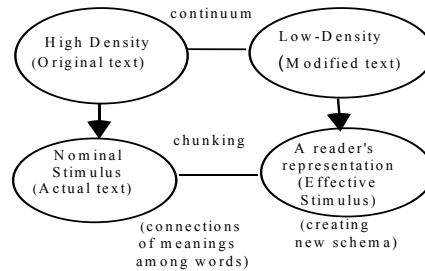 continuum
High Density
(Original text)
Low-Density
(Modified text)
chunking
Nominal
Stimulus
(Actual text)
A reader's
representation
(Effective
Stimulus)
(connections
of meanings
among words)
(creating
new schema)